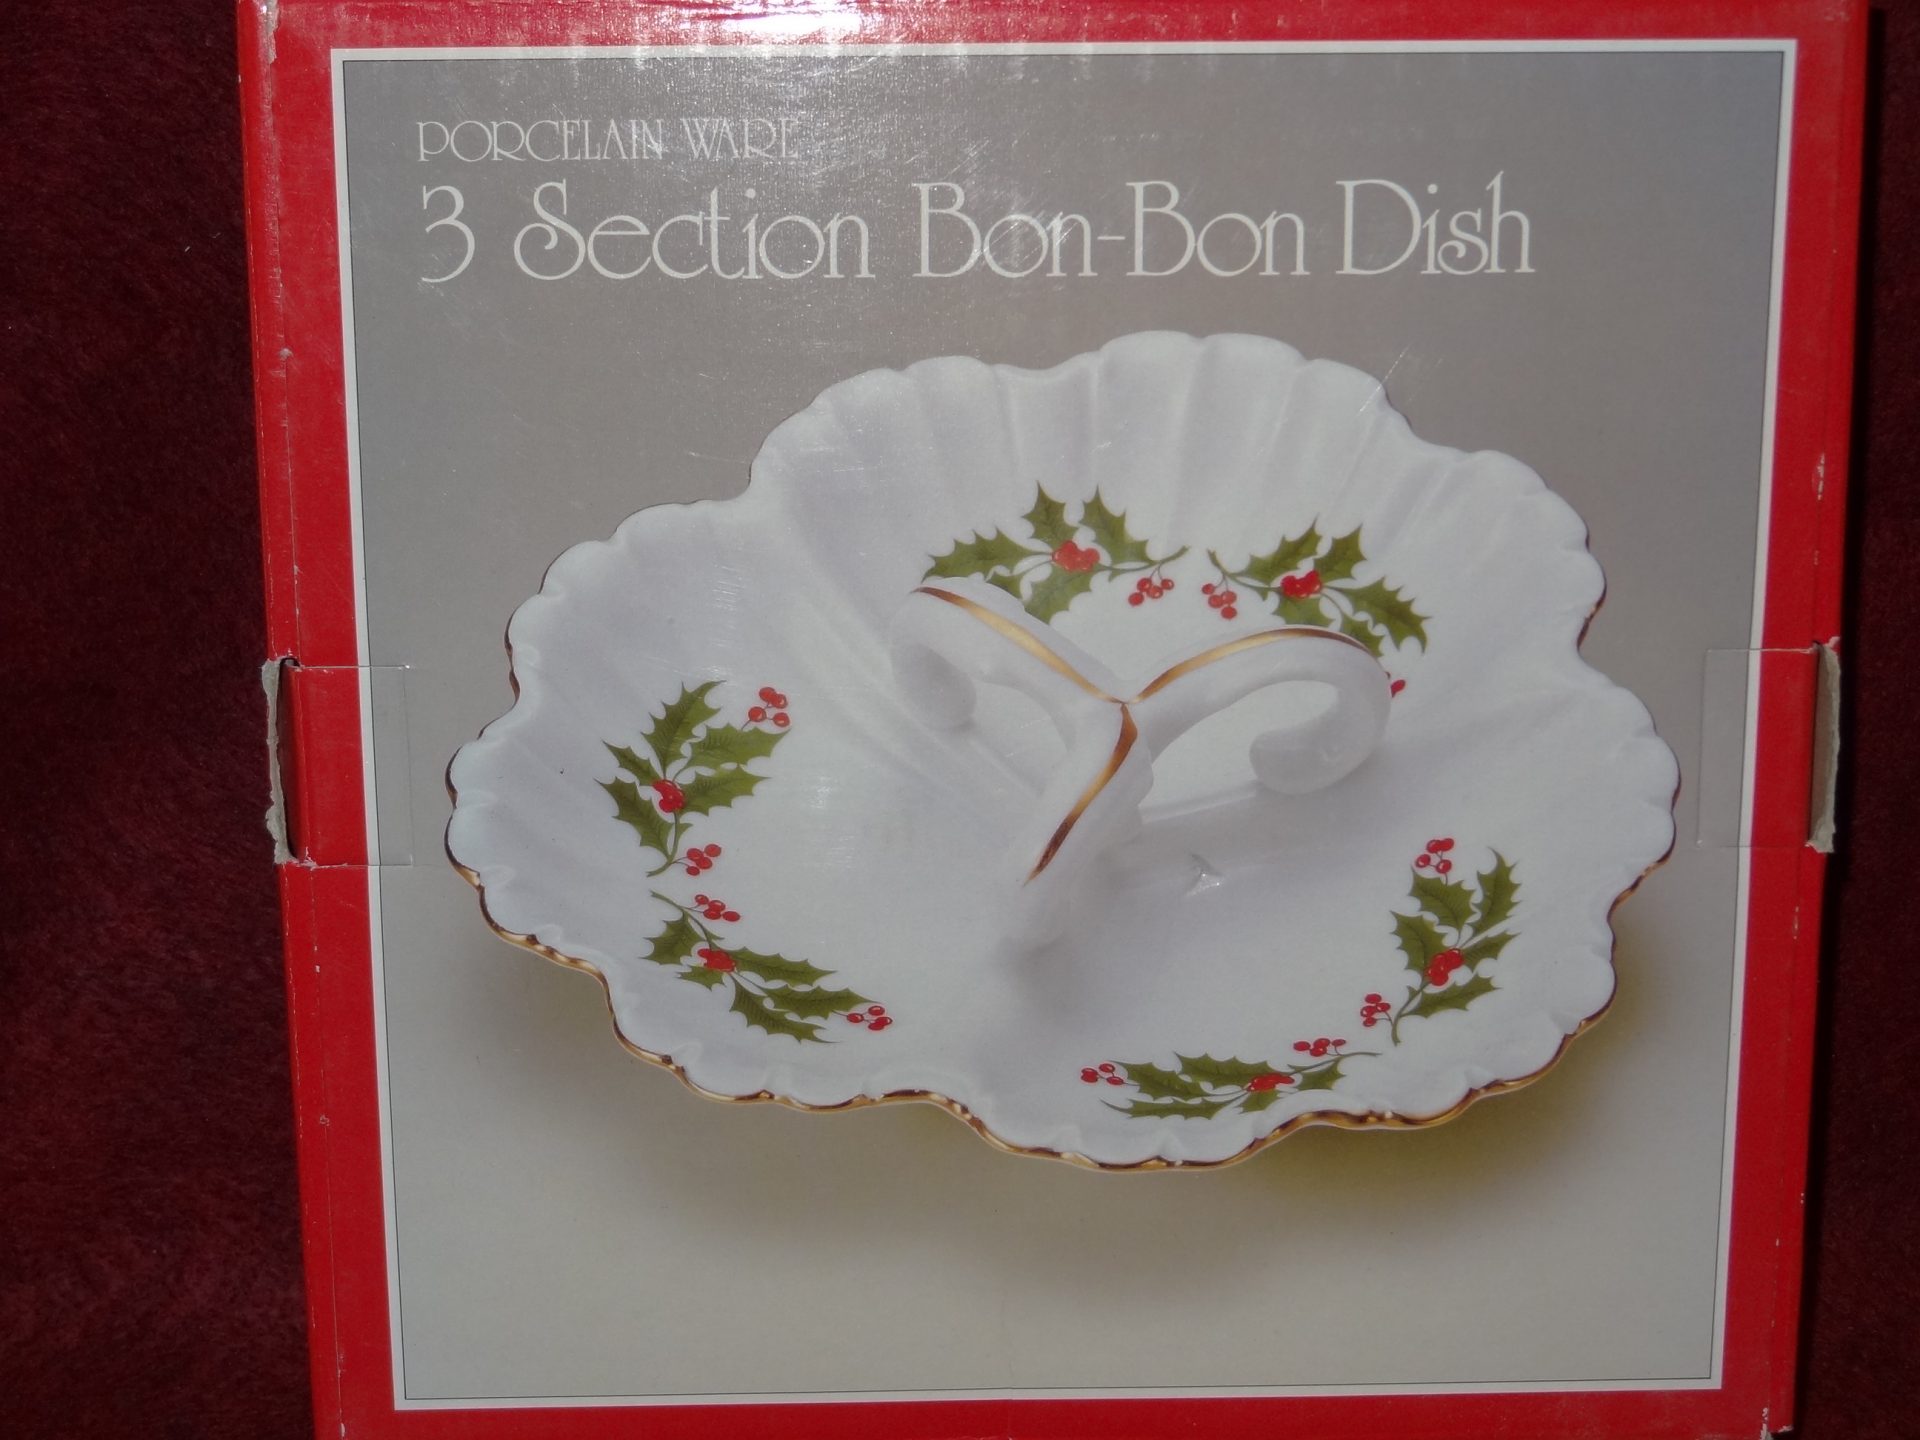 PORCELAIN WARE
3 Section Bon-Bon Dish